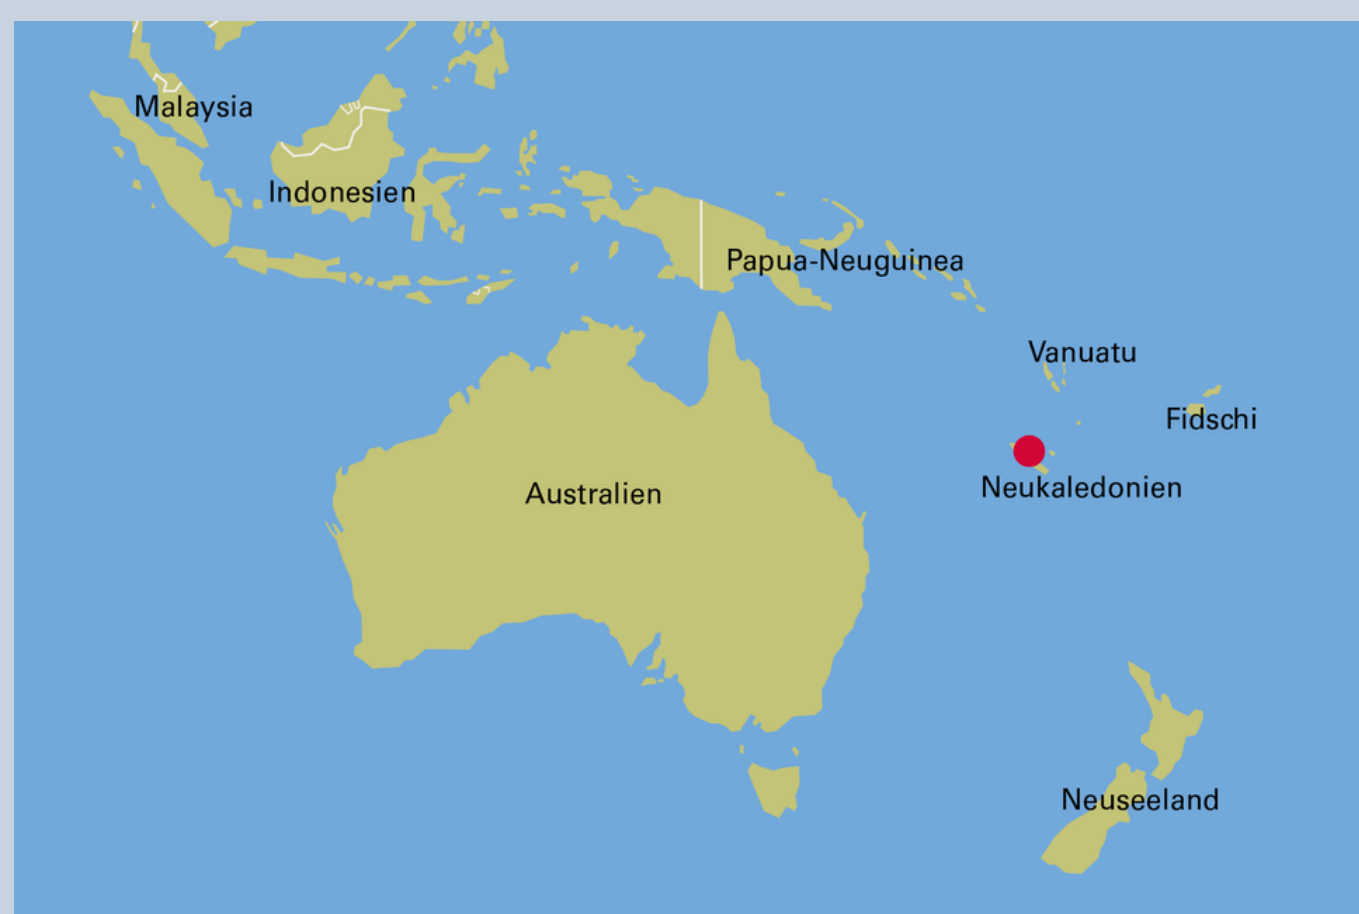 Malaysia
Indonesien
Papua-Neuguinea
Vanuatu
Fidschi
Neukaledonien
Australien
Neuseeland